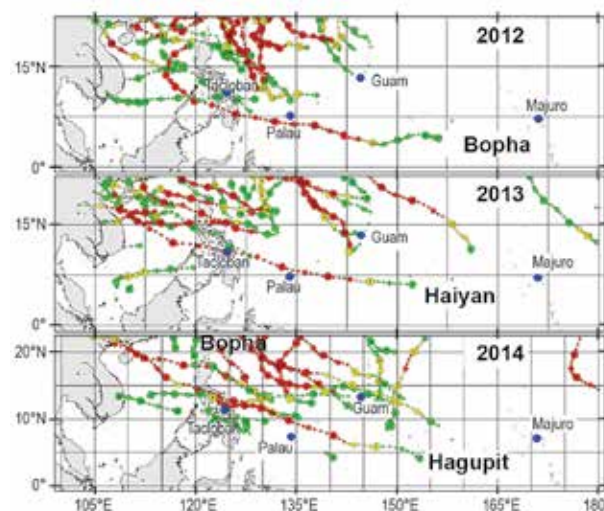 2012
15°N
Tacloban
Guam
Palau
Majuro
Bopha
0°
2013
15°N
Tacloban
Guam
Palau
Majuro
Haiyan
0°
Bopha
2014
20°N
10°N
Tacloban
Guam
Palau
Majuro
Hagupit
0°
105°E 120°E 135°E 153°E 165°E 180°E